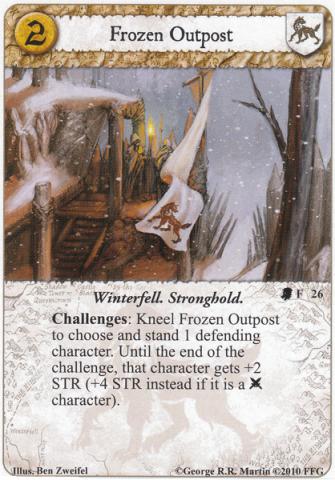 2
Frozen Outpost
Winterfell. Stronghold.
F 26
Challenges: Kneel Frozen Outpost
to choose and stand 1 defending
character. Until the end of the
challenge, that character gets +2
STR (+4 STR instead if it is a
character).
Winterfell
Illus. Ben Zweifel
©George R.R. Martin ©2010 FFG